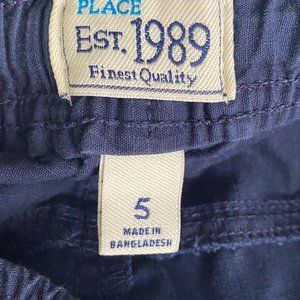 PLACE
EST. 1989
Finest Quality
5
MADE IN
BANGLADESH